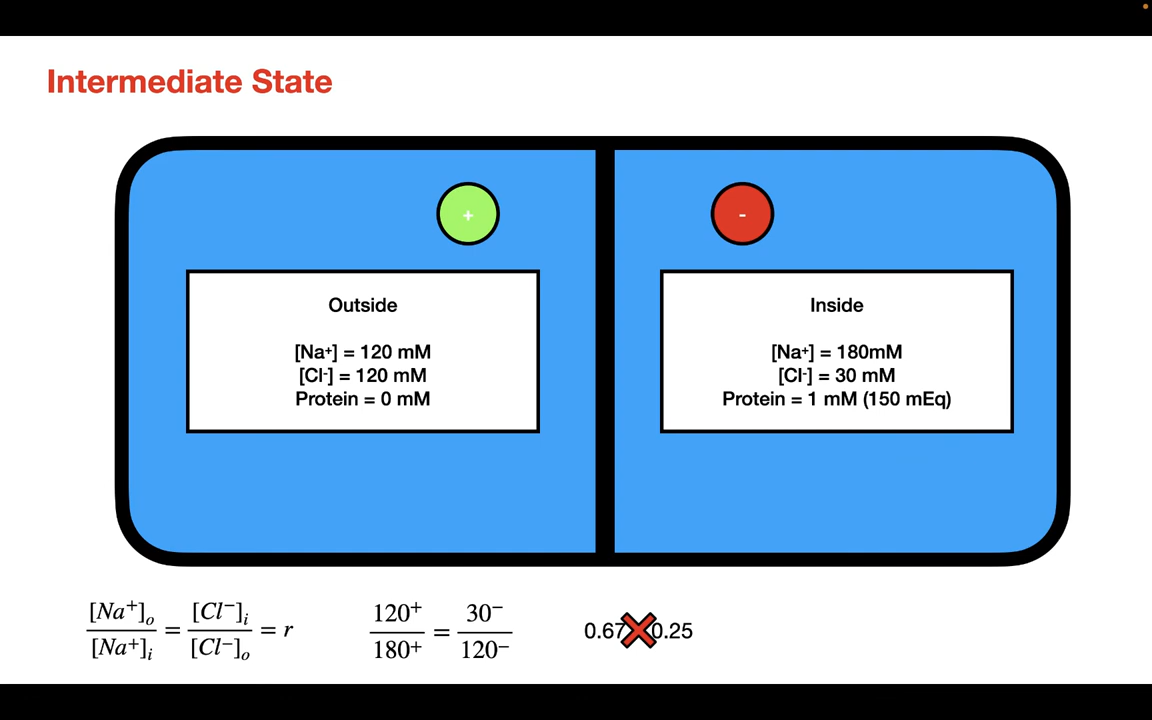 Intermediate State
+
-
Outside
[Na⁺] = 120 mM
[Cl⁻] = 120 mM
Protein = 0 mM
Inside
[Na⁺] = 180mM
[Cl⁻] = 30 mM
Protein = 1 mM (150 mEq)
[Na⁺]ₒ / [Na⁺]ᵢ = [Cl⁻]ᵢ / [Cl⁻]ₒ = r
120⁺ / 180⁺ = 30⁻ / 120⁻
0.67 0.25